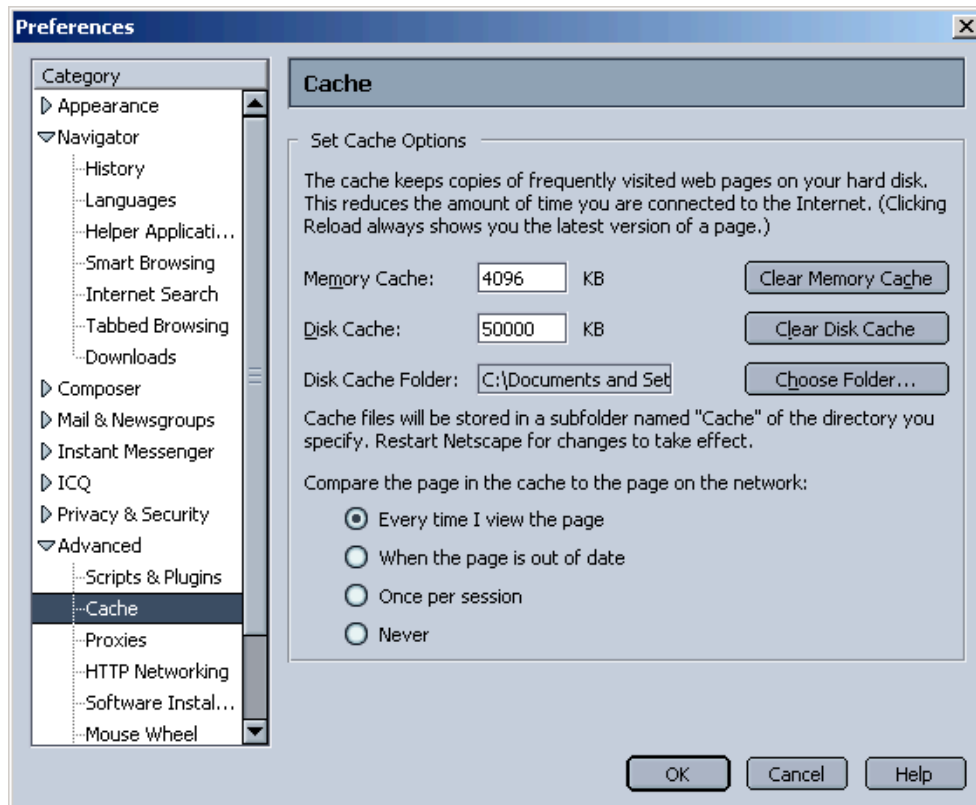 Preferences
Category
Appearance
Navigator
History
Languages
Helper Applicati...
Smart Browsing
Internet Search
Tabbed Browsing
Downloads
Composer
Mail & Newsgroups
Instant Messenger
ICQ
Privacy & Security
Advanced
Scripts & Plugins
Cache
Proxies
HTTP Networking
Software Instal...
Mouse Wheel
Cache
Set Cache Options
The cache keeps copies of frequently visited web pages on your hard disk.
This reduces the amount of time you are connected to the Internet. (Clicking
Reload always shows you the latest version of a page.)
Memory Cache: 4096 KB Clear Memory Cache
Disk Cache: 50000 KB Clear Disk Cache
Disk Cache Folder: C:\Documents and Set Choose Folder...
Cache files will be stored in a subfolder named "Cache" of the directory you
specify. Restart Netscape for changes to take effect.
Compare the page in the cache to the page on the network:
Every time I view the page
When the page is out of date
Once per session
Never
OK Cancel Help